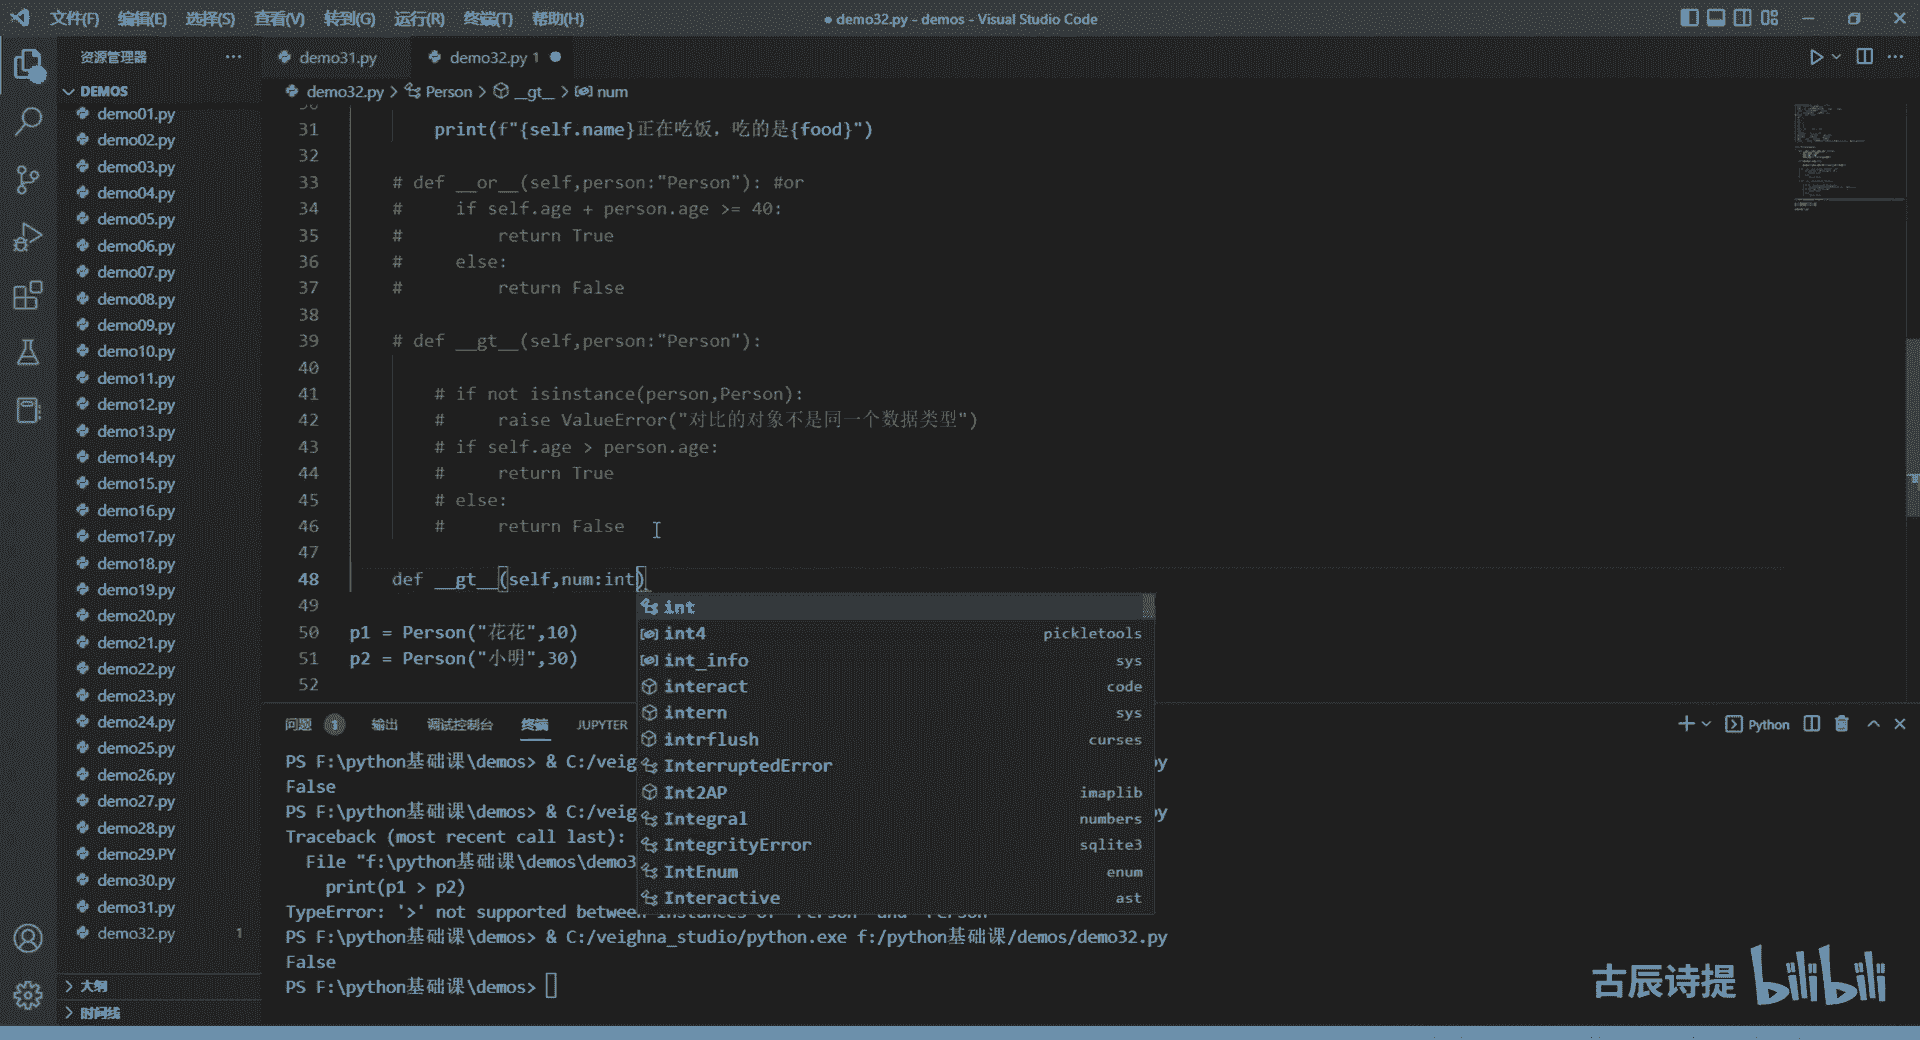 文件(F) 编辑(E) 选择(S) 查看(V) 转到(G) 运行(R) 终端(T) 帮助(H)
● demo32.py - demos - Visual Studio Code
资源管理器
demo31.py
demo32.py 1
DEMOS
demo32.py > Person > __gt__ > num
demo01.py
demo02.py
demo03.py
demo04.py
demo05.py
demo06.py
demo07.py
demo08.py
demo09.py
demo10.py
demo11.py
demo12.py
demo13.py
demo14.py
demo15.py
demo16.py
demo17.py
demo18.py
demo19.py
demo20.py
demo21.py
demo22.py
demo23.py
demo24.py
demo25.py
demo26.py
demo27.py
demo28.py
demo29.PY
demo30.py
demo31.py
demo32.py 1
大纲
时间线
31 print(f"{self.name}正在吃饭，吃的是{food}")
32
33 # def __or__(self,person:"Person"): #or
34 #     if self.age + person.age >= 40:
35 #         return True
36 #     else:
37 #         return False
38
39 # def __gt__(self,person:"Person"):
40
41 # if not isinstance(person,Person):
42 #     raise ValueError("对比的对象不是同一个数据类型")
43 # if self.age > person.age:
44 #     return True
45 # else:
46 #     return False
47
48 def __gt__(self,num:int)
49
50 p1 = Person("花花",10)
51 p2 = Person("小明",30)
52
int
int4 pickletools
int_info sys
interact code
intern sys
intrflush curses
InterruptedError
Int2AP imaplib
Integral numbers
IntegrityError sqlite3
IntEnum enum
Interactive ast
问题 1 输出 调试控制台 终端 JUPYTER
Python
PS F:\python基础课\demos> & C:/veig py
False
PS F:\python基础课\demos> & C:/veig py
Traceback (most recent call last):
File "f:\python基础课\demos\demo3
print(p1 > p2)
TypeError: '>' not supported between instances of 'Person' and 'Person'
PS F:\python基础课\demos> & C:/veighna_studio/python.exe f:/python基础课/demos/demo32.py
False
PS F:\python基础课\demos>
古辰诗提 bilibili